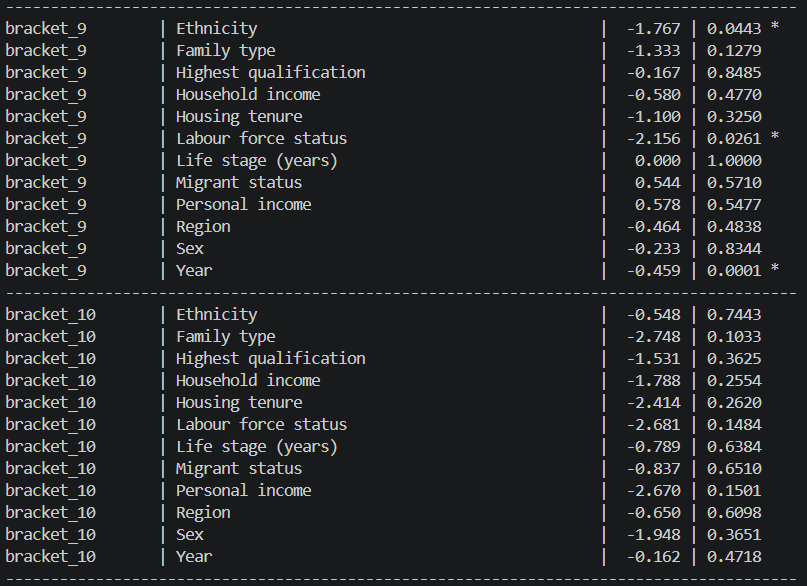 --------------------------------------------------------------------------------------
bracket_9 | Ethnicity | -1.767 | 0.0443 *
bracket_9 | Family type | -1.333 | 0.1279
bracket_9 | Highest qualification | -0.167 | 0.8485
bracket_9 | Household income | -0.580 | 0.4770
bracket_9 | Housing tenure | -1.100 | 0.3250
bracket_9 | Labour force status | -2.156 | 0.0261 *
bracket_9 | Life stage (years) | 0.000 | 1.0000
bracket_9 | Migrant status | 0.544 | 0.5710
bracket_9 | Personal income | 0.578 | 0.5477
bracket_9 | Region | -0.464 | 0.4838
bracket_9 | Sex | -0.233 | 0.8344
bracket_9 | Year | -0.459 | 0.0001 *
--------------------------------------------------------------------------------------
bracket_10 | Ethnicity | -0.548 | 0.7443
bracket_10 | Family type | -2.748 | 0.1033
bracket_10 | Highest qualification | -1.531 | 0.3625
bracket_10 | Household income | -1.788 | 0.2554
bracket_10 | Housing tenure | -2.414 | 0.2620
bracket_10 | Labour force status | -2.681 | 0.1484
bracket_10 | Life stage (years) | -0.789 | 0.6384
bracket_10 | Migrant status | -0.837 | 0.6510
bracket_10 | Personal income | -2.670 | 0.1501
bracket_10 | Region | -0.650 | 0.6098
bracket_10 | Sex | -1.948 | 0.3651
bracket_10 | Year | -0.162 | 0.4718
--------------------------------------------------------------------------------------